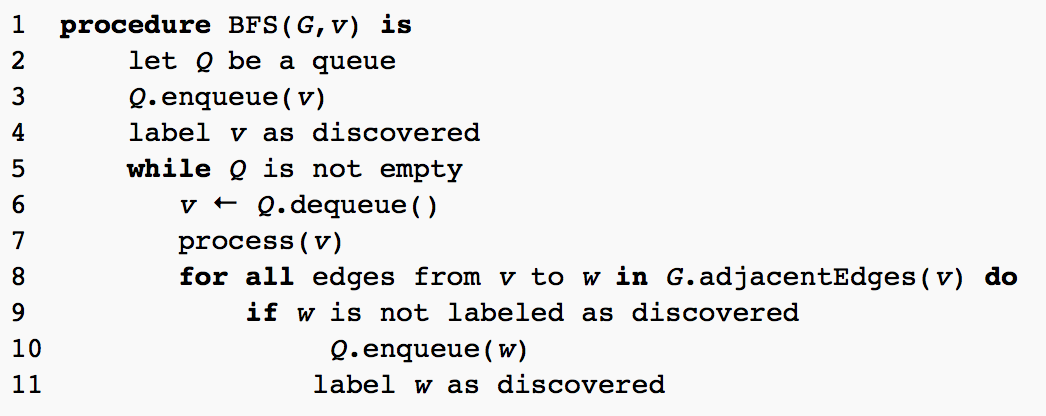 1 procedure BFS(G,v) is
2 let Q be a queue
3 Q.enqueue(v)
4 label v as discovered
5 while Q is not empty
6 v ← Q.dequeue()
7 process(v)
8 for all edges from v to w in G.adjacentEdges(v) do
9 if w is not labeled as discovered
10 Q.enqueue(w)
11 label w as discovered